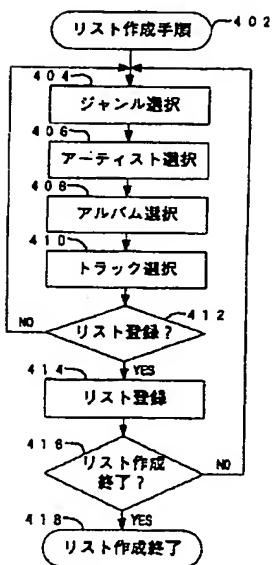 リスト作成手順
402
404
ジャンル選択
406
アーティスト選択
408
アルバム選択
410
トラック選択
412
リスト登録?
NO
YES
414
リスト登録
416
リスト作成
終了?
NO
YES
418
リスト作成終了